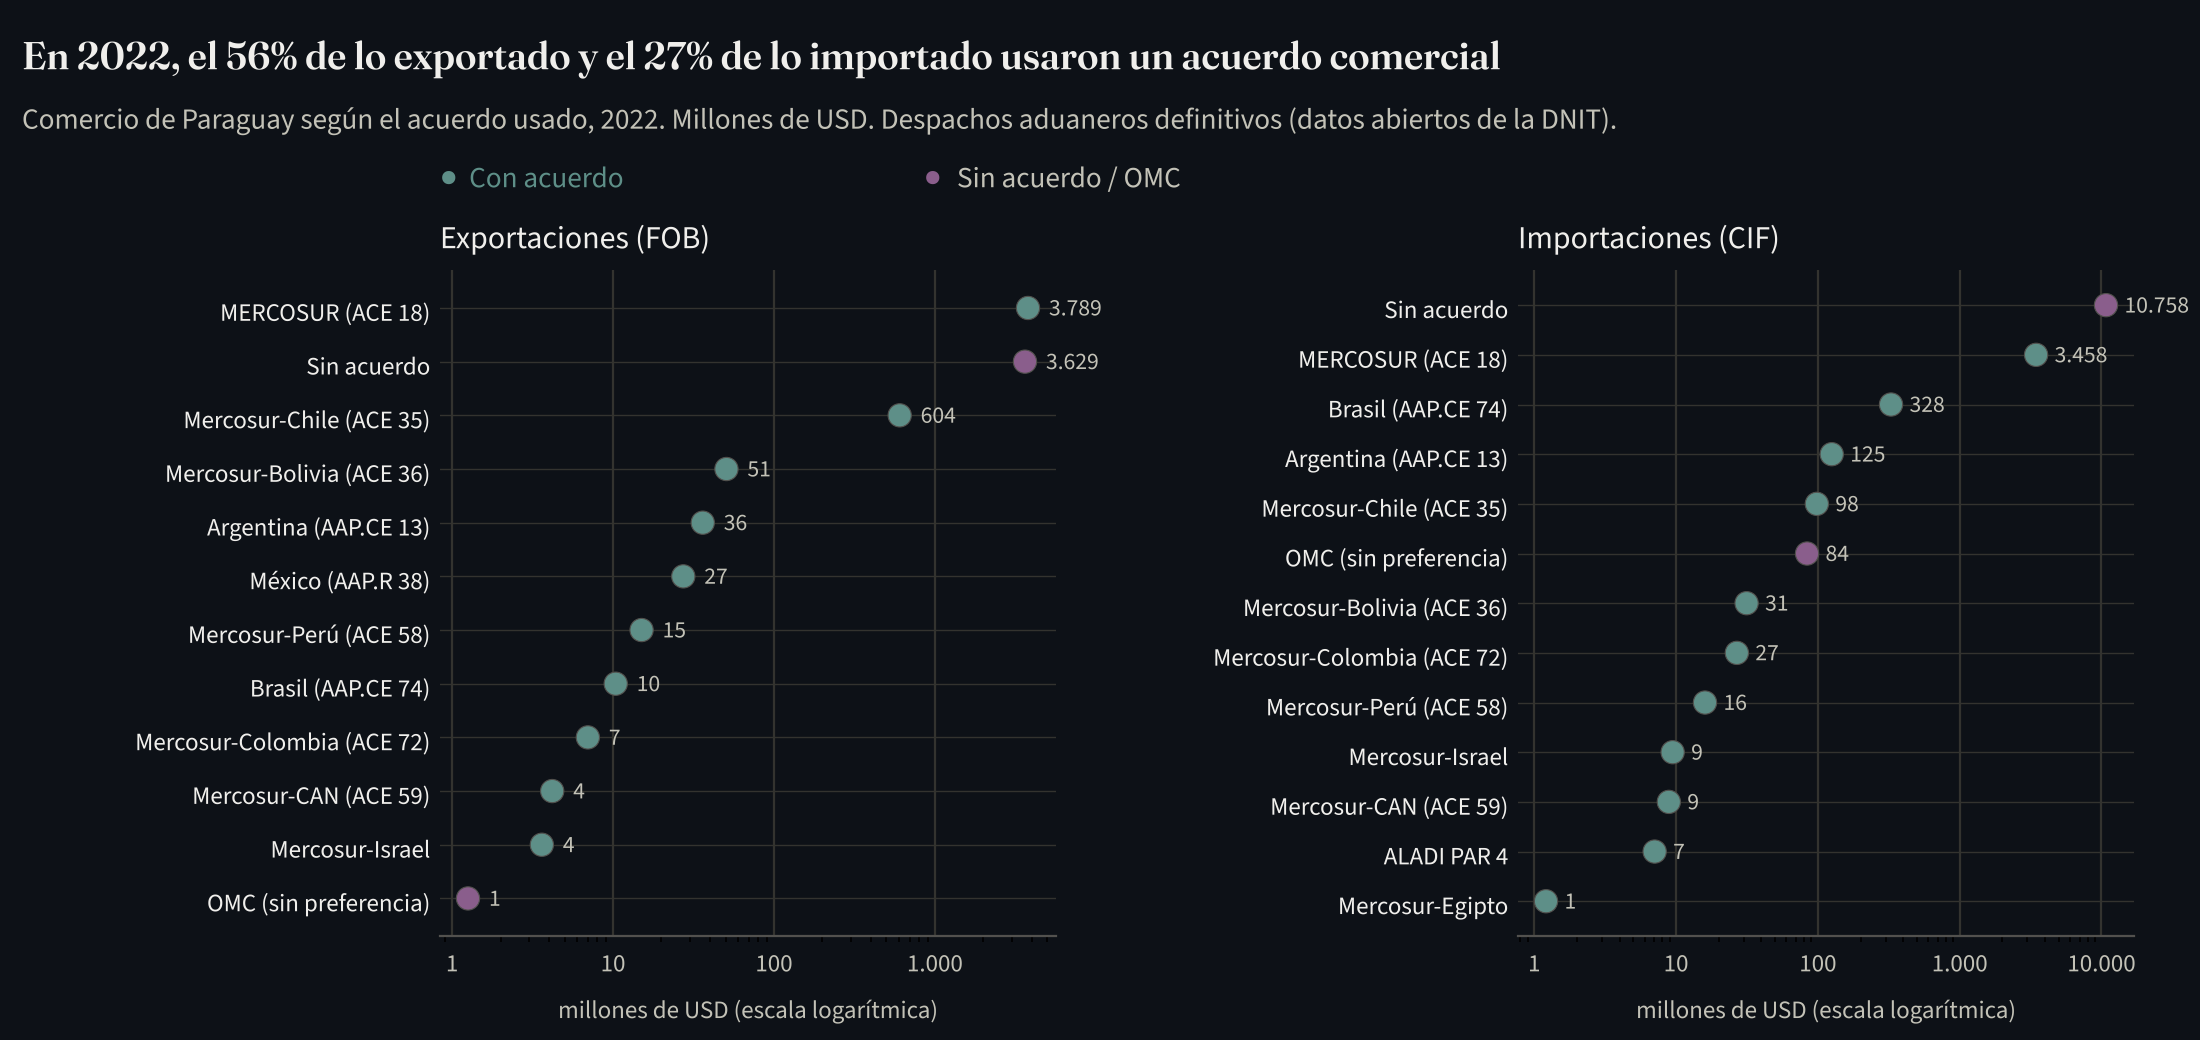 En 2022, el 56% de lo exportado y el 27% de lo importado usaron un acuerdo comercial
Comercio de Paraguay según el acuerdo usado, 2022. Millones de USD. Despachos aduaneros definitivos (datos abiertos de la DNIT).
Con acuerdo
Sin acuerdo / OMC
Exportaciones (FOB)
MERCOSUR (ACE 18) 3.789
Sin acuerdo 3.629
Mercosur-Chile (ACE 35) 604
Mercosur-Bolivia (ACE 36) 51
Argentina (AAP.CE 13) 36
México (AAP.R 38) 27
Mercosur-Perú (ACE 58) 15
Brasil (AAP.CE 74) 10
Mercosur-Colombia (ACE 72) 7
Mercosur-CAN (ACE 59) 4
Mercosur-Israel 4
OMC (sin preferencia) 1
1 10 100 1.000
millones de USD (escala logarítmica)
Importaciones (CIF)
Sin acuerdo 10.758
MERCOSUR (ACE 18) 3.458
Brasil (AAP.CE 74) 328
Argentina (AAP.CE 13) 125
Mercosur-Chile (ACE 35) 98
OMC (sin preferencia) 84
Mercosur-Bolivia (ACE 36) 31
Mercosur-Colombia (ACE 72) 27
Mercosur-Perú (ACE 58) 16
Mercosur-Israel 9
Mercosur-CAN (ACE 59) 9
ALADI PAR 4 7
Mercosur-Egipto 1
1 10 100 1.000 10.000
millones de USD (escala logarítmica)